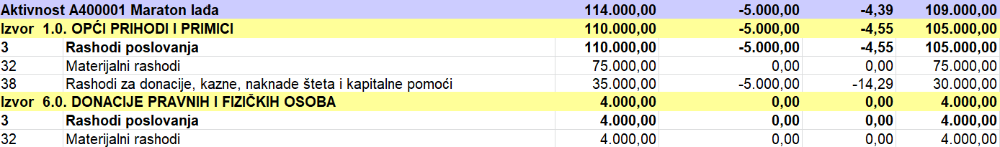 Aktivnost A400001 Maraton lađa 114.000,00 -5.000,00 -4,39 109.000,00
Izvor 1.0. OPĆI PRIHODI I PRIMICI 110.000,00 -5.000,00 -4,55 105.000,00
3 Rashodi poslovanja 110.000,00 -5.000,00 -4,55 105.000,00
32 Materijalni rashodi 75.000,00 0,00 0,00 75.000,00
38 Rashodi za donacije, kazne, naknade šteta i kapitalne pomoći 35.000,00 -5.000,00 -14,29 30.000,00
Izvor 6.0. DONACIJE PRAVNIH I FIZIČKIH OSOBA 4.000,00 0,00 0,00 4.000,00
3 Rashodi poslovanja 4.000,00 0,00 0,00 4.000,00
32 Materijalni rashodi 4.000,00 0,00 0,00 4.000,00